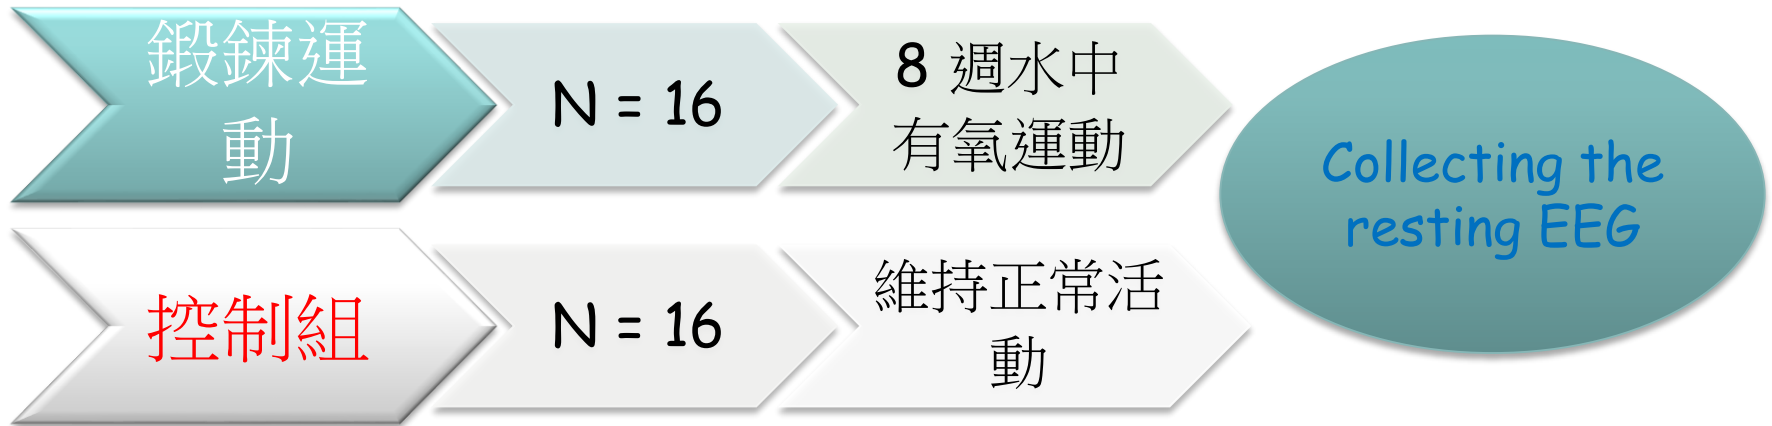 鍛鍊運
動
N = 16
8 週水中
有氧運動
控制組
N = 16
維持正常活
動
Collecting the
resting EEG